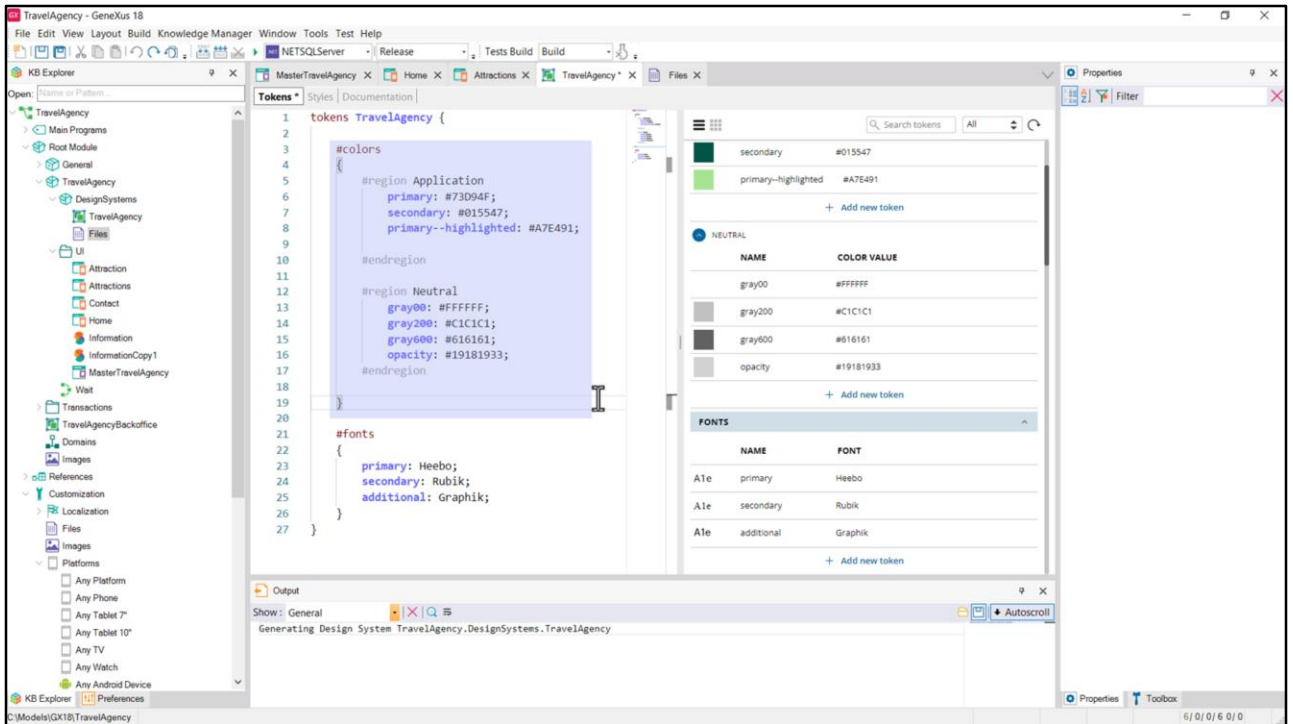 GX TravelAgency - GeneXus 18
File Edit View Layout Build Knowledge Manager Window Tools Test Help
NETSQLServer Release Tests Build Build
KB Explorer
Open: Name or Pattern...
TravelAgency
Main Programs
Root Module
General
TravelAgency
DesignSystems
TravelAgency
Files
UI
Attraction
Attractions
Contact
Home
Information
InformationCopy1
MasterTravelAgency
Wait
Transactions
TravelAgencyBackoffice
Domains
Images
References
Customization
Localization
Files
Images
Platforms
Any Platform
Any Phone
Any Tablet 7"
Any Tablet 10"
Any TV
Any Watch
Any Android Device
KB Explorer Preferences
MasterTravelAgency X Home X Attractions X TravelAgency* X Files X
Tokens * Styles Documentation
1 tokens TravelAgency {
2
3 #colors
4 {
5 #region Application
6 primary: #73D94F;
7 secondary: #015547;
8 primary--highlighted: #A7E491;
9
10 #endregion
11
12 #region Neutral
13 gray00: #FFFFFF;
14 gray200: #C1C1C1;
15 gray600: #616161;
16 opacity: #19181933;
17 #endregion
18
19 }
20
21 #fonts
22 {
23 primary: Heebo;
24 secondary: Rubik;
25 additional: Graphik;
26 }
27 }
Search tokens All
secondary #015547
primary--highlighted #A7E491
+ Add new token
NEUTRAL
NAME COLOR VALUE
gray00 #FFFFFF
gray200 #C1C1C1
gray600 #616161
opacity #19181933
+ Add new token
FONTS
NAME FONT
A1e primary Heebo
A1e secondary Rubik
A1e additional Graphik
+ Add new token
Output
Show: General
Autoscroll
Generating Design System TravelAgency.DesignSystems.TravelAgency
Properties
Filter
Properties Toolbox
C:\Models\GX18\TravelAgency
6/0/0/6 0/0